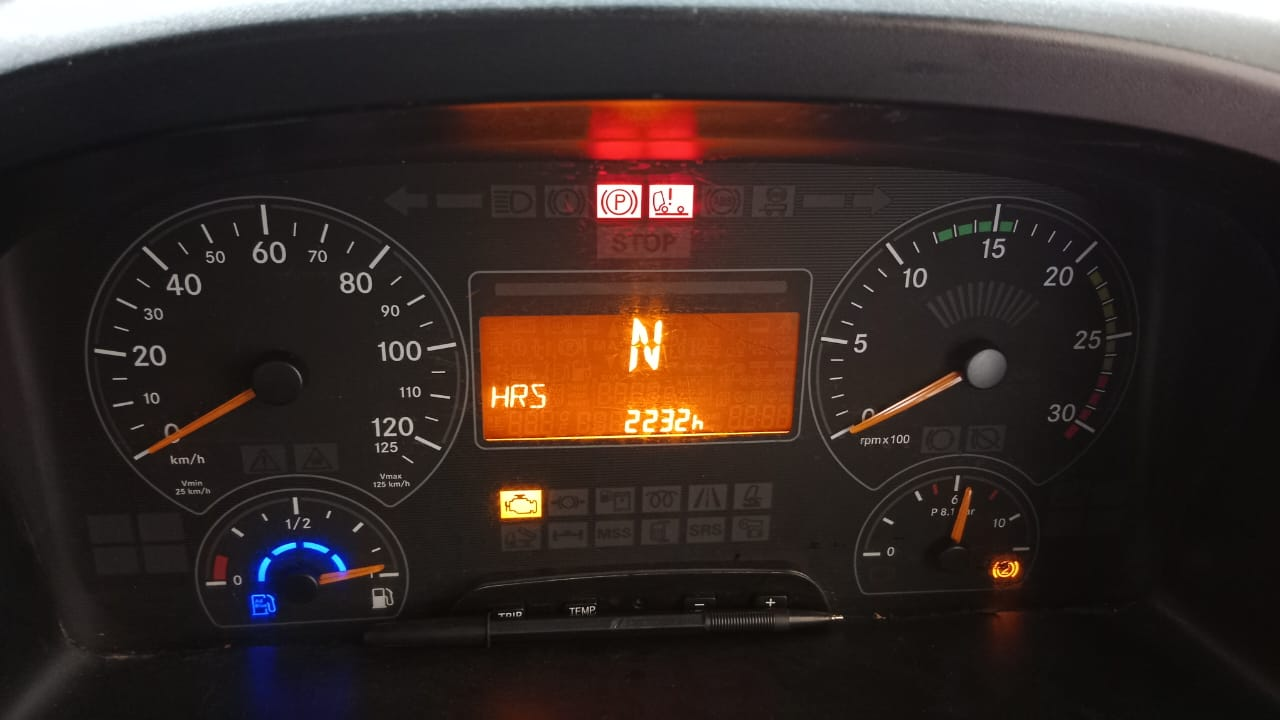 (P) !
STOP
50 60 70
40 80
30 90
20 100
10 110
0 120
125
km/h
Vmin
25 km/h
Vmax
125 km/h
N
HRS
2232h
15
10 20
5 25
0 30
rpm x 100
MSS SRS
1/2
0
6
P 8.1
10
0
(2)
TRIP TEMP − +